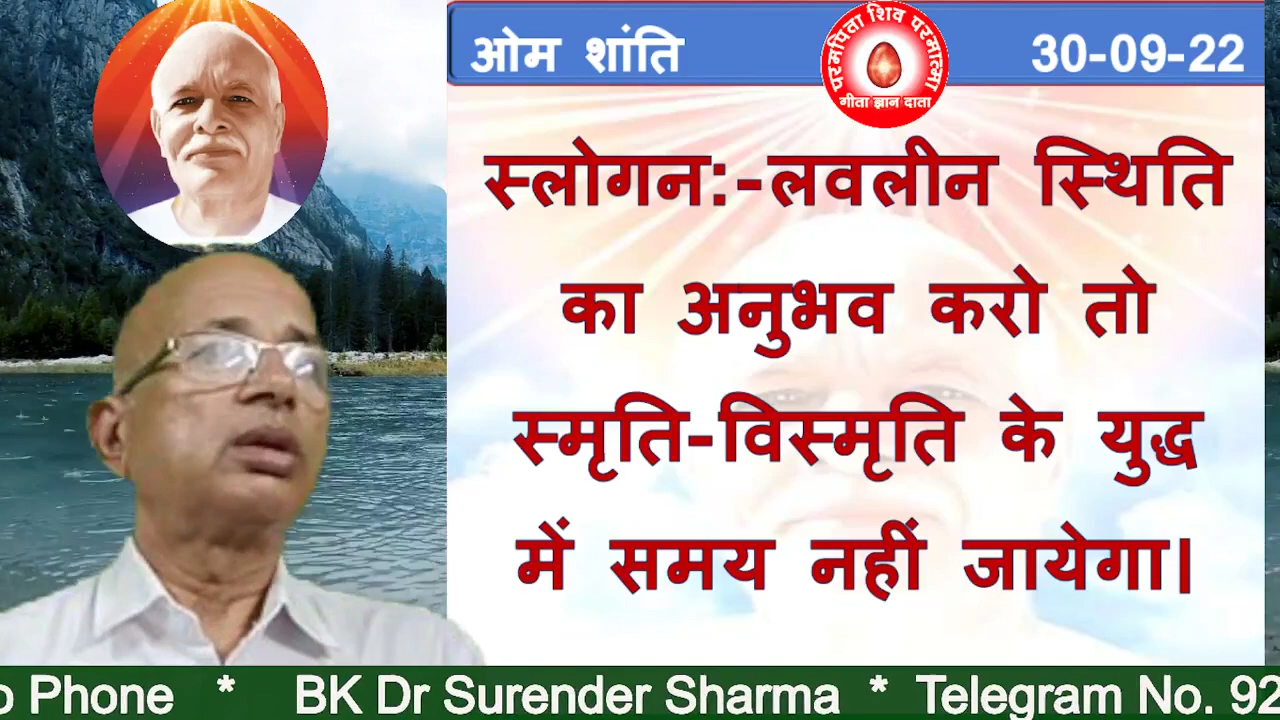 ओम शांति
परमपिता शिव परमात्मा
गीता ज्ञान दाता
30-09-22
स्लोगन:-लवलीन स्थिति
का अनुभव करो तो
स्मृति-विस्मृति के युद्ध
में समय नहीं जायेगा।
o Phone * BK Dr Surender Sharma * Telegram No. 92